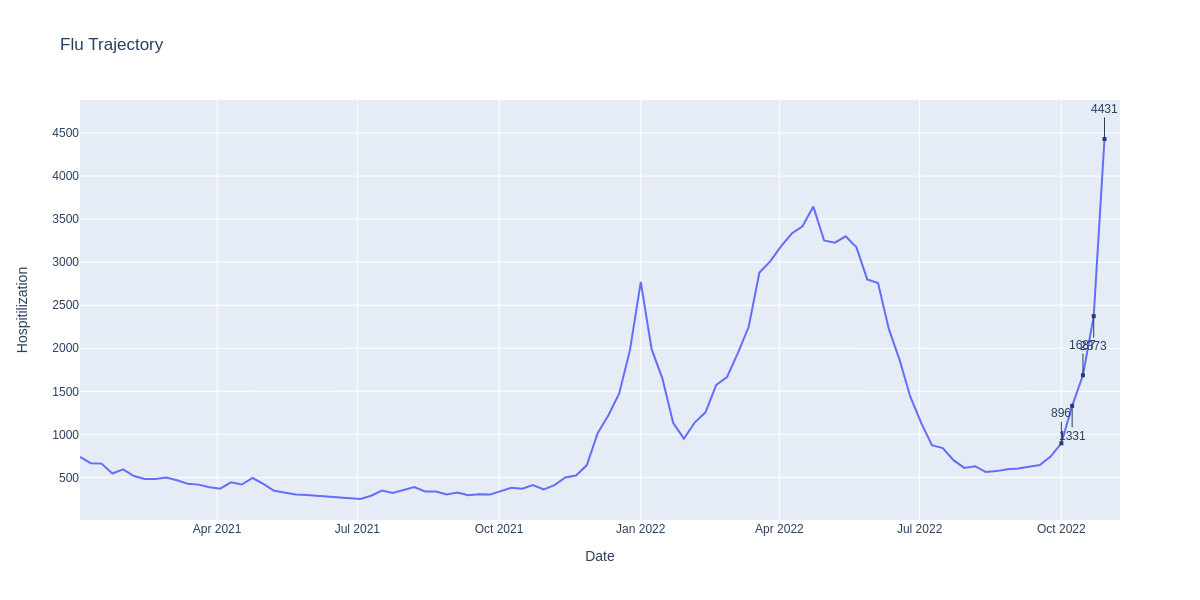 Flu Trajectory
4431
4500
4000
3500
3000
2500
2000
1500
1000
500
2373
896
1331
Hospitilization
Apr 2021
Jul 2021
Oct 2021
Jan 2022
Apr 2022
Jul 2022
Oct 2022
Date